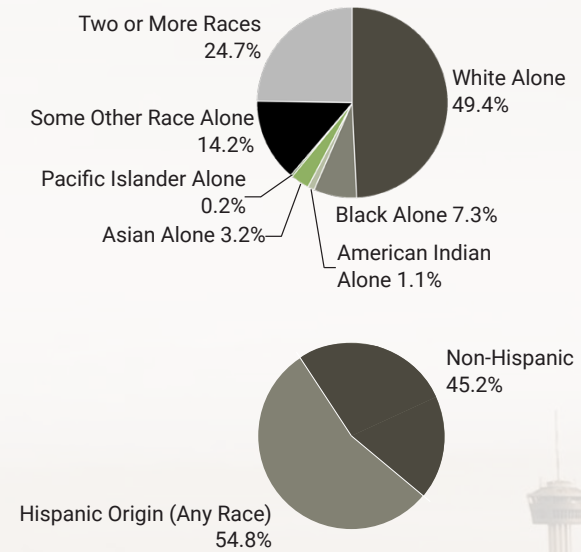 Two or More Races
24.7%
White Alone
49.4%
Some Other Race Alone
14.2%
Pacific Islander Alone
0.2%
Asian Alone 3.2%
Black Alone 7.3%
American Indian
Alone 1.1%
Non-Hispanic
45.2%
Hispanic Origin (Any Race)
54.8%